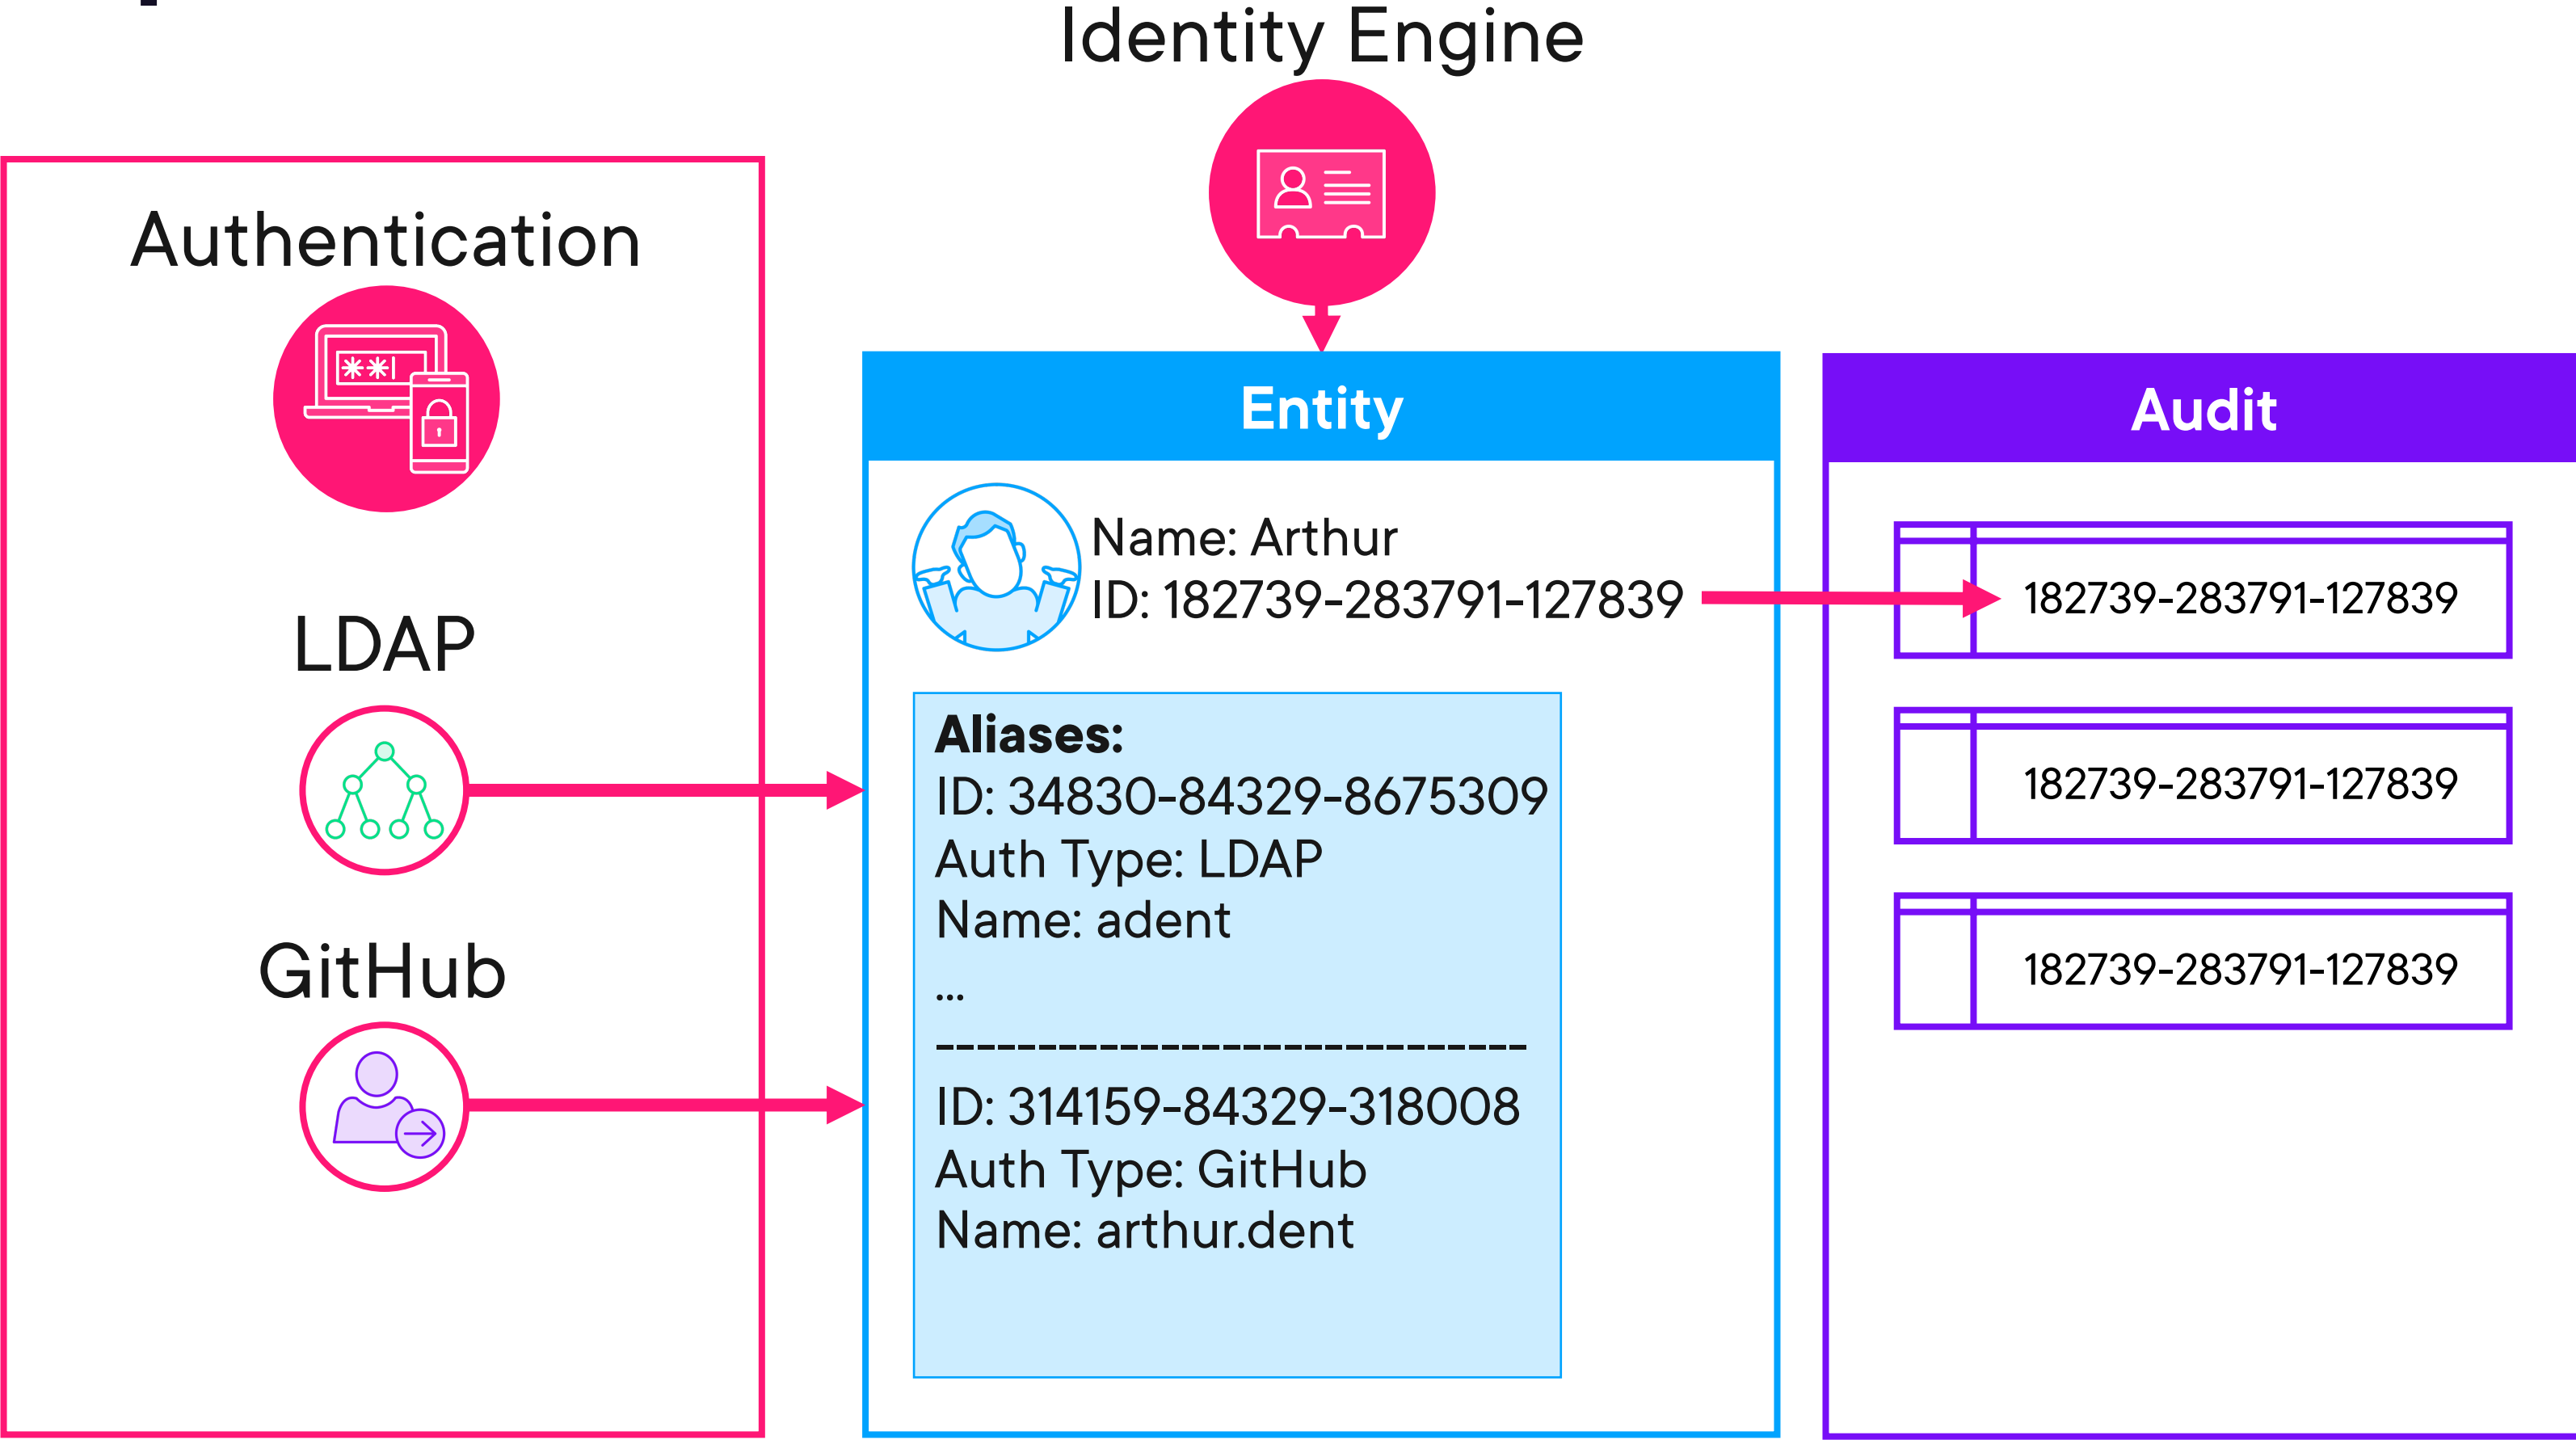 Identity Engine
Authentication
LDAP
GitHub
Entity
Name: Arthur
ID: 182739-283791-127839
Aliases:
ID: 34830-84329-8675309
Auth Type: LDAP
Name: adent
...
-----------------------------
ID: 314159-84329-318008
Auth Type: GitHub
Name: arthur.dent
Audit
182739-283791-127839
182739-283791-127839
182739-283791-127839